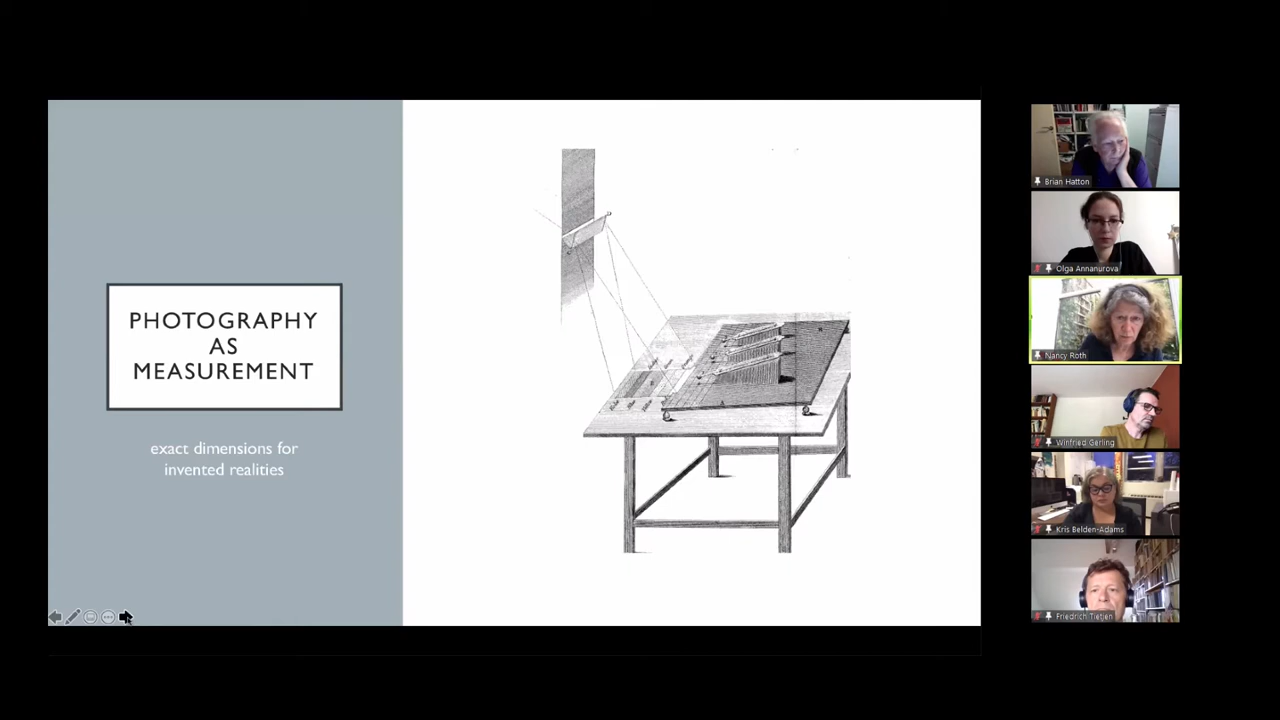 PHOTOGRAPHY
AS
MEASUREMENT
exact dimensions for
invented realities
Brian Hatton
Olga Annanurova
Nancy Roth
Winfried Gerling
Kris Belden-Adams
Friedrich Tietjen